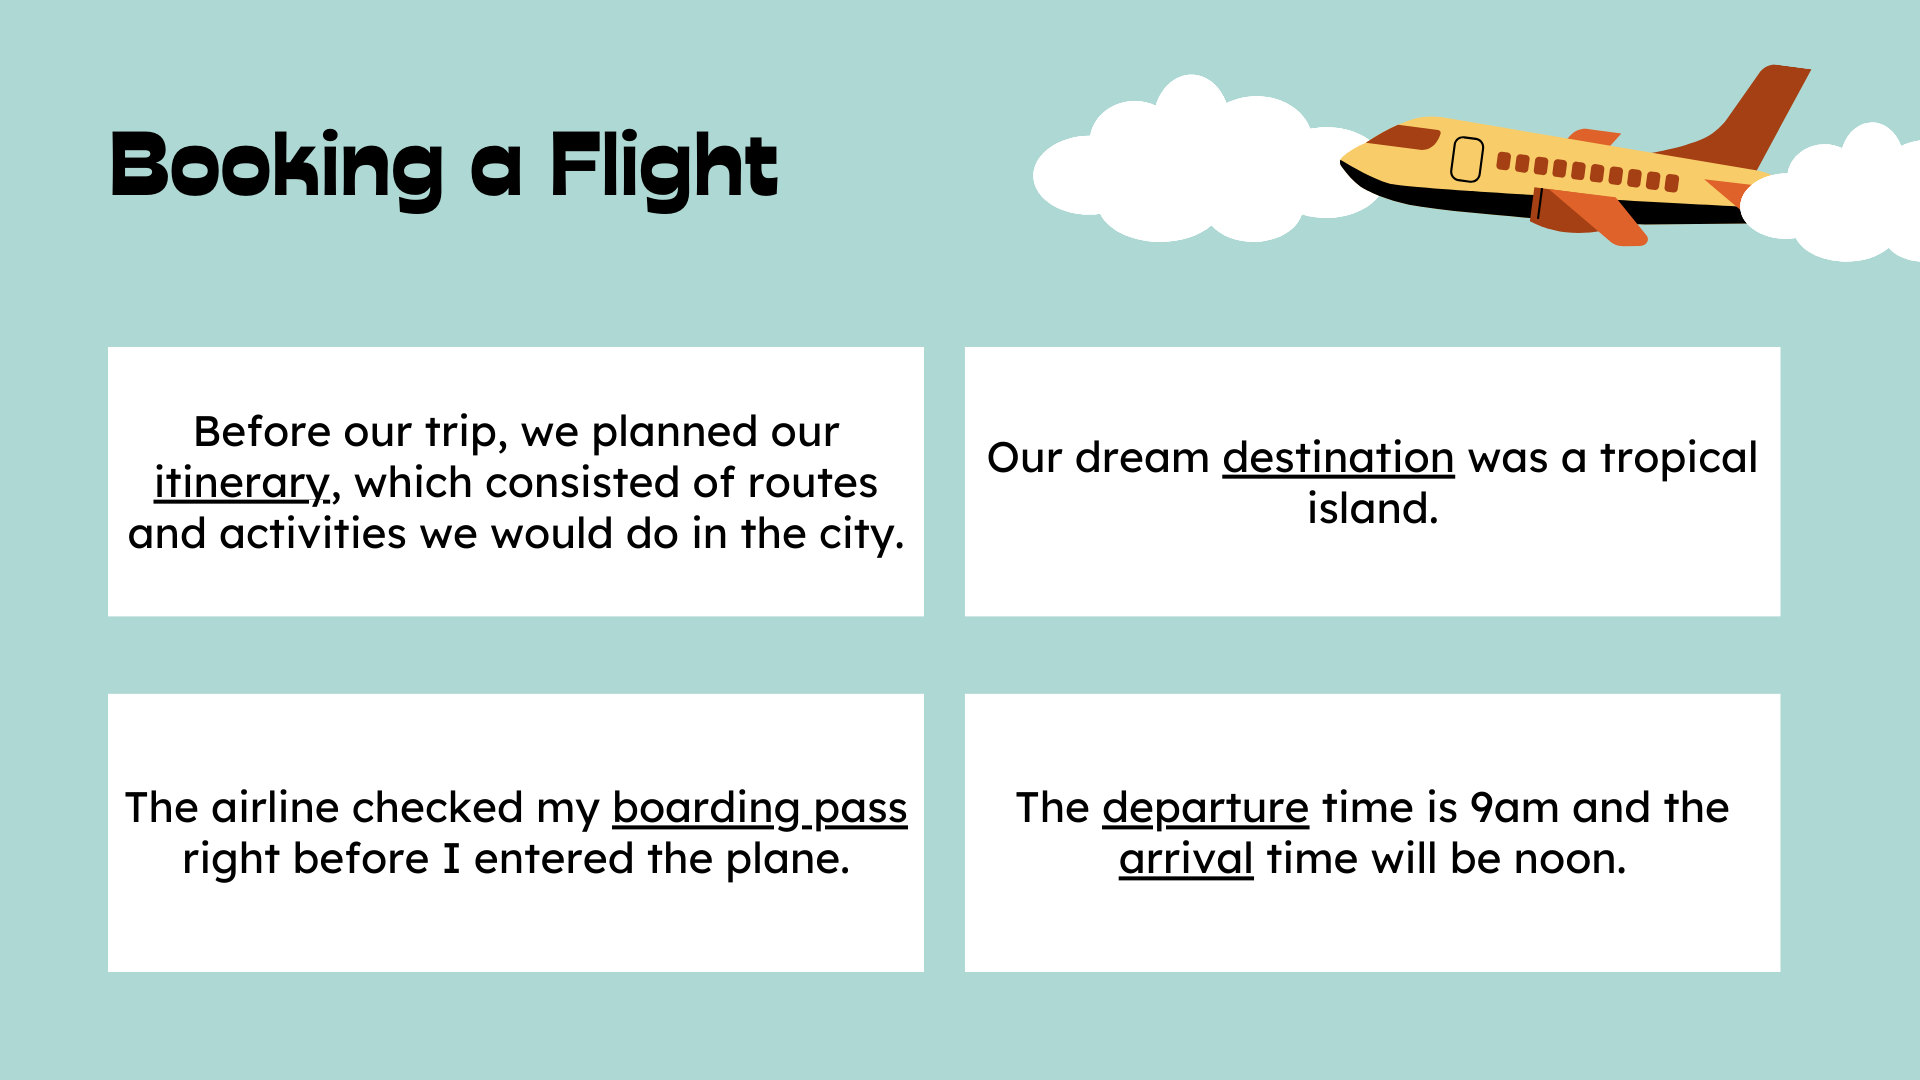 Booking a Flight
Before our trip, we planned our
itinerary, which consisted of routes
and activities we would do in the city.
Our dream destination was a tropical
island.
The airline checked my boarding pass
right before I entered the plane.
The departure time is 9am and the
arrival time will be noon.